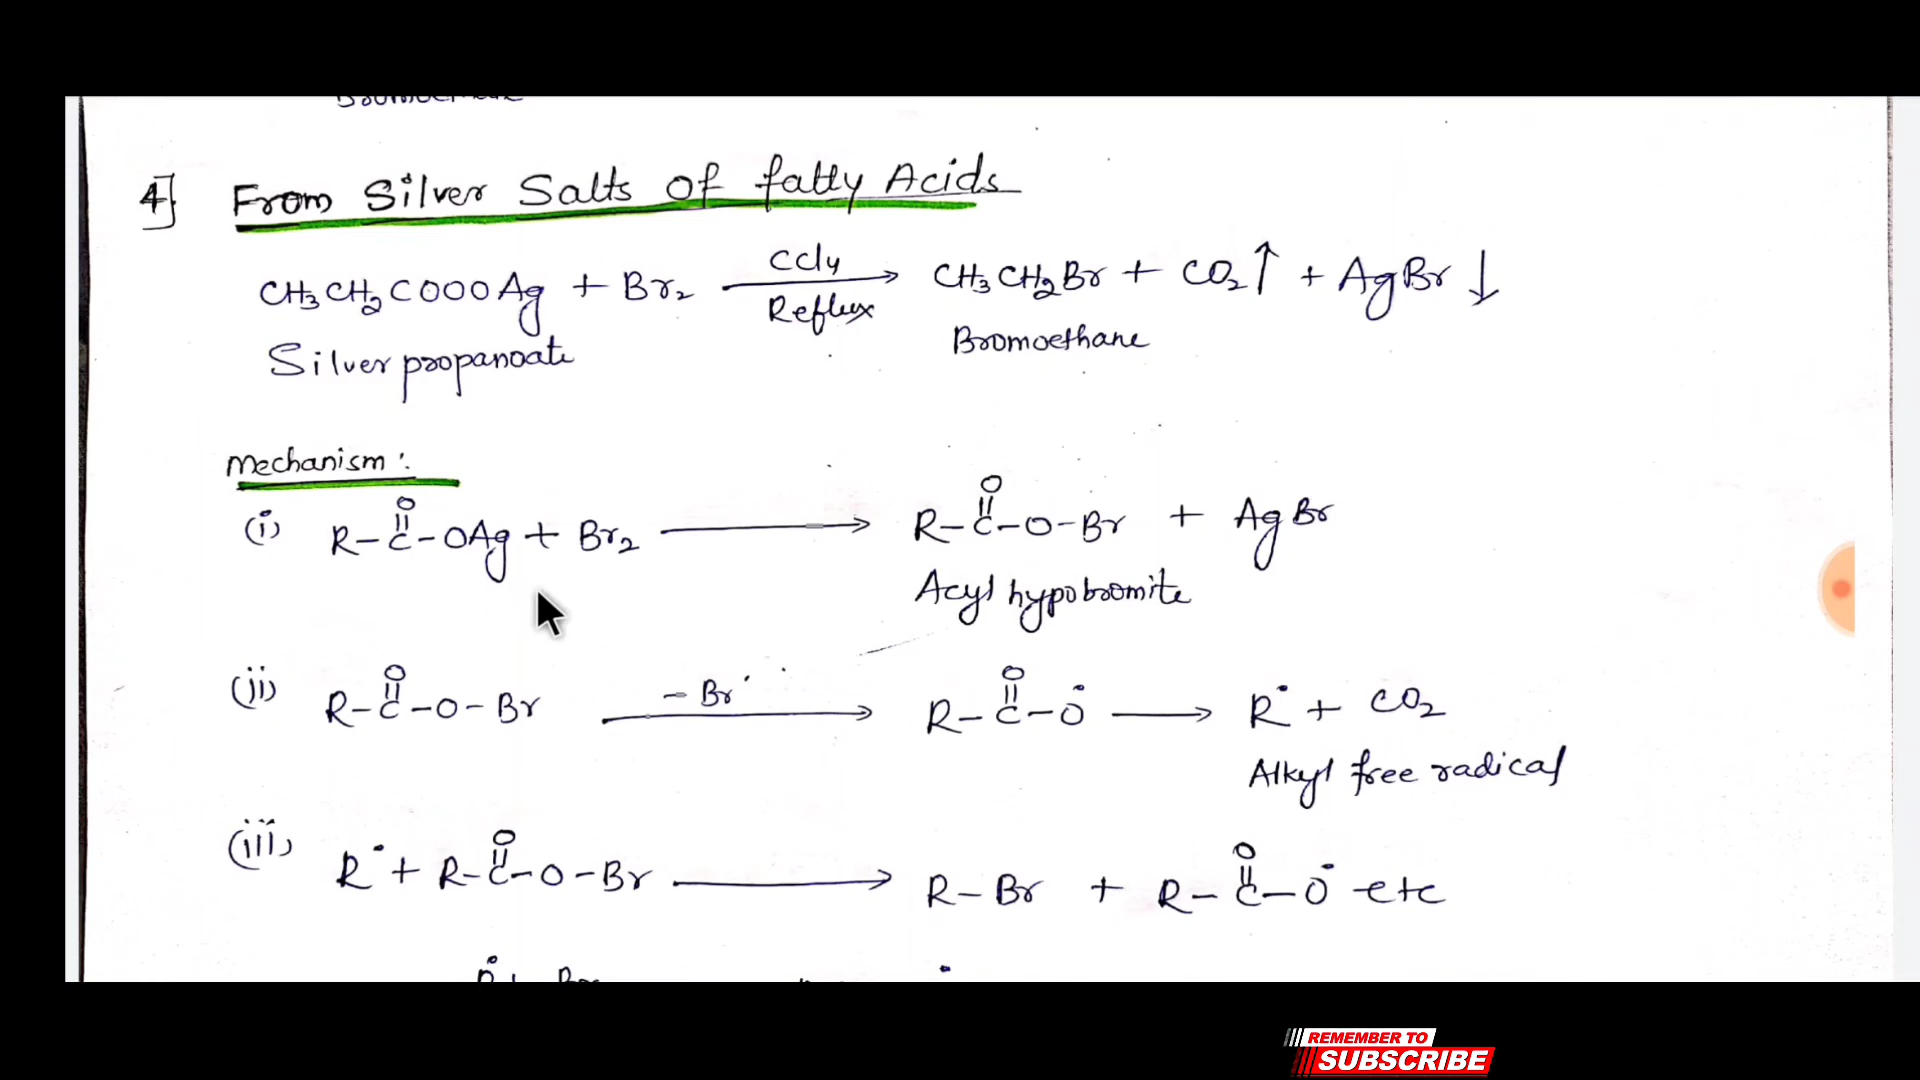 4] From Silver Salts Of fatty Acids
CH₃CH₂COOOAg + Br₂ CCl₄ Reflux → CH₃CH₂Br + CO₂↑ + AgBr↓
Silver propanoate Bromoethane
Mechanism :
(i) R-C(=O)-OAg + Br₂ → R-C(=O)-O-Br + AgBr
Acyl hypobromite
(ii) R-C(=O)-O-Br -Br˙ → R-C(=O)-O˙ → R˙ + CO₂
Alkyl free radical
(iii) R˙ + R-C(=O)-O-Br → R-Br + R-C(=O)-O˙ -etc
REMEMBER TO
SUBSCRIBE